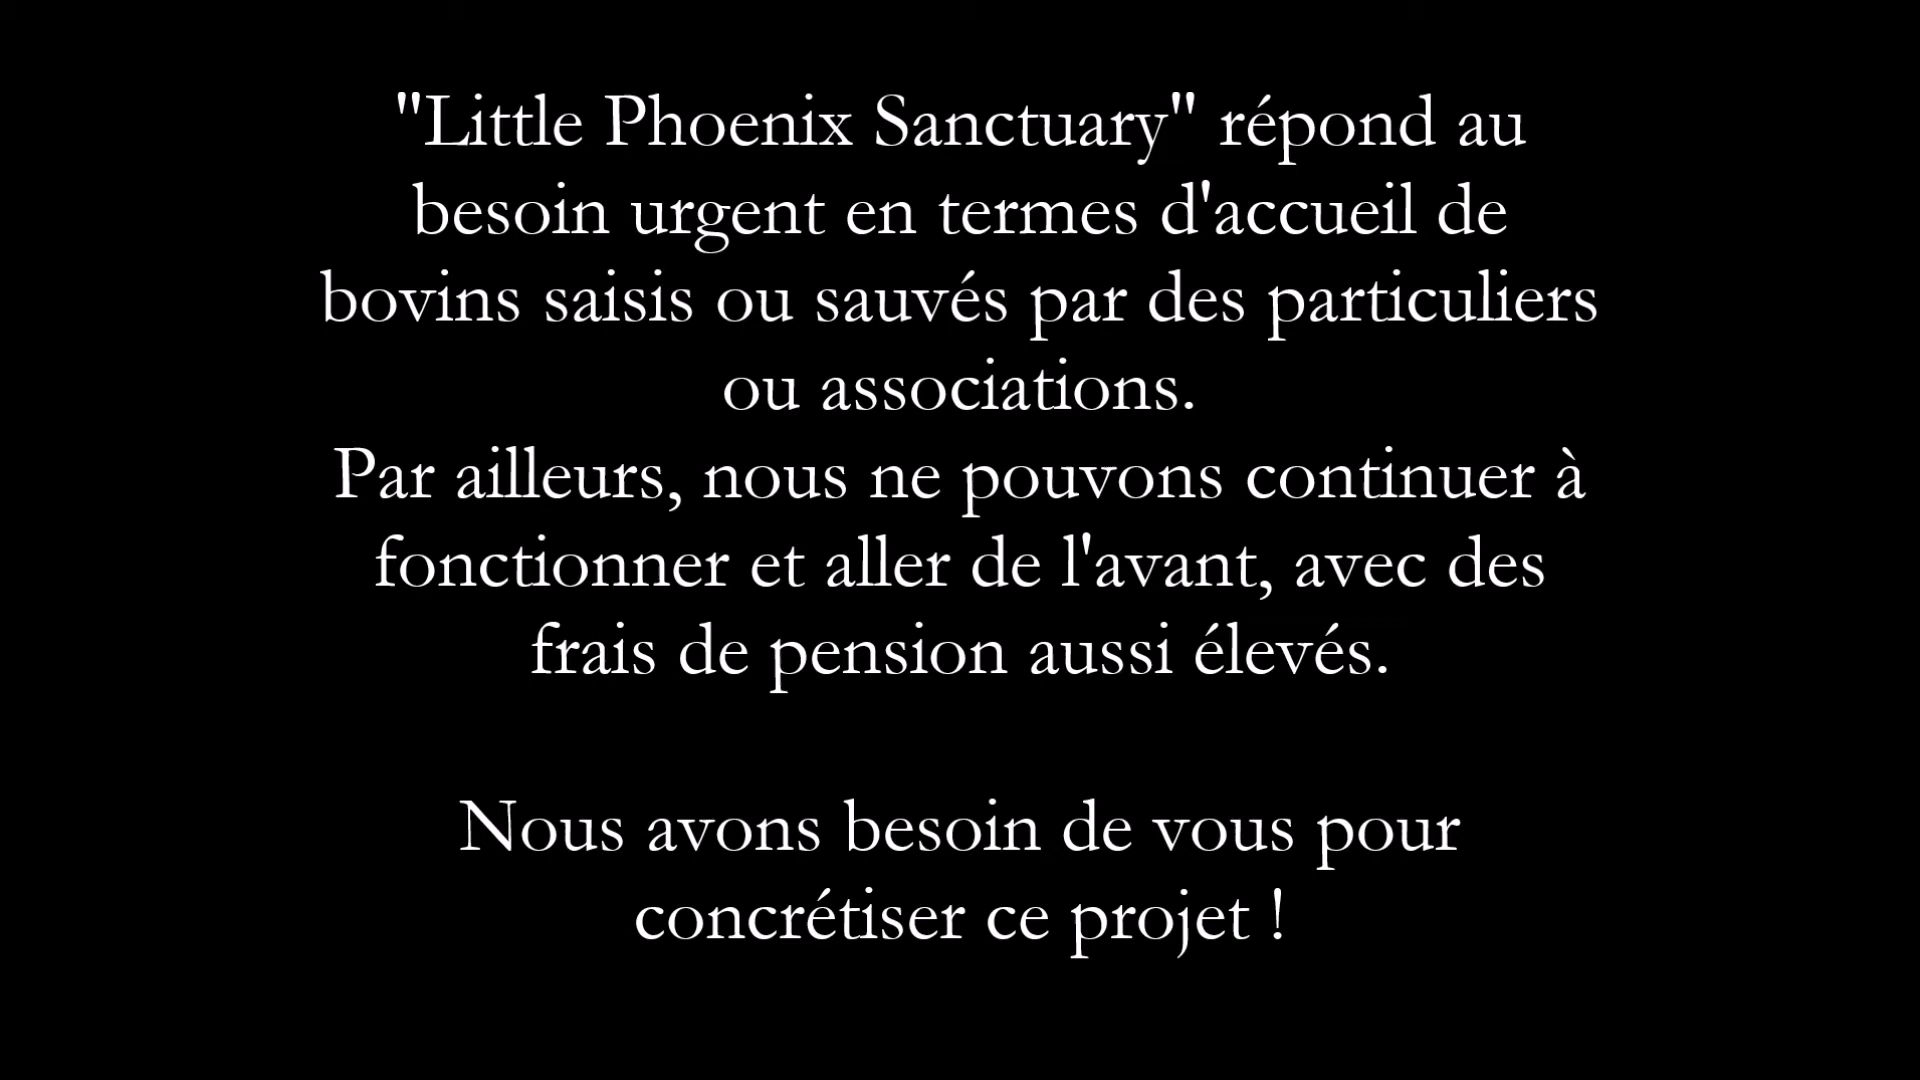 "Little Phoenix Sanctuary" répond au
besoin urgent en termes d'accueil de
bovins saisis ou sauvés par des particuliers
ou associations.
Par ailleurs, nous ne pouvons continuer à
fonctionner et aller de l'avant, avec des
frais de pension aussi élevés.
Nous avons besoin de vous pour
concrétiser ce projet !